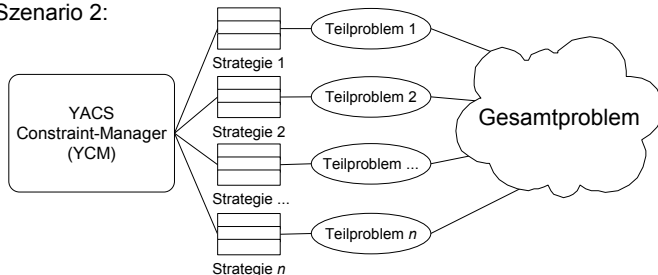 Szenario 2:
Teilproblem 1
Strategie 1
YACS
Constraint-Manager
(YCM)
Teilproblem 2
Strategie 2
Gesamtproblem
Teilproblem ...
Strategie ...
Teilproblem n
Strategie n